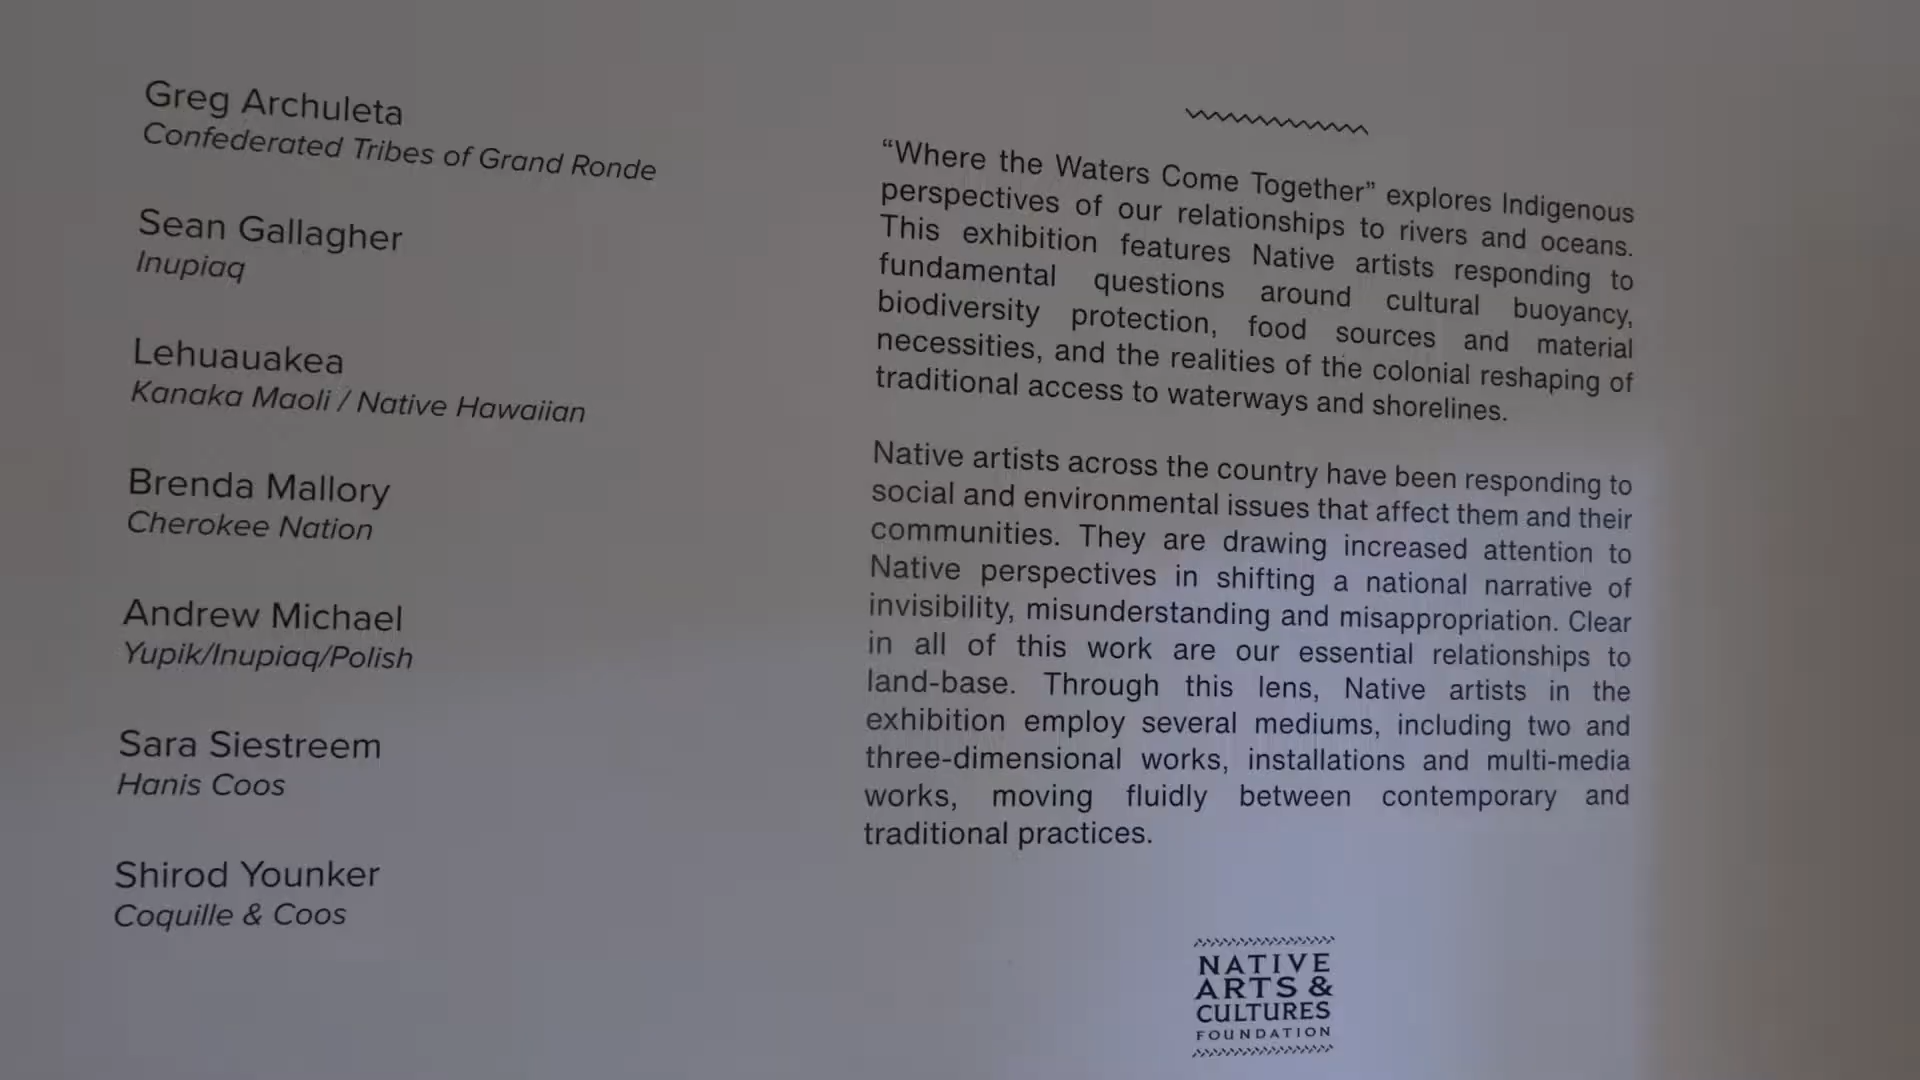 Greg Archuleta
Confederated Tribes of Grand Ronde
Sean Gallagher
Inupiaq
Lehuauakea
Kanaka Maoli / Native Hawaiian
Brenda Mallory
Cherokee Nation
Andrew Michael
Yupik/Inupiaq/Polish
Sara Siestreem
Hanis Coos
Shirod Younker
Coquille & Coos
“Where the Waters Come Together” explores Indigenous
perspectives of our relationships to rivers and oceans.
This exhibition features Native artists responding to
fundamental questions around cultural buoyancy,
biodiversity protection, food sources and material
necessities, and the realities of the colonial reshaping of
traditional access to waterways and shorelines.
Native artists across the country have been responding to
social and environmental issues that affect them and their
communities. They are drawing increased attention to
Native perspectives in shifting a national narrative of
invisibility, misunderstanding and misappropriation. Clear
in all of this work are our essential relationships to
land-base. Through this lens, Native artists in the
exhibition employ several mediums, including two and
three-dimensional works, installations and multi-media
works, moving fluidly between contemporary and
traditional practices.
NATIVE
ARTS &
CULTURES
FOUNDATION